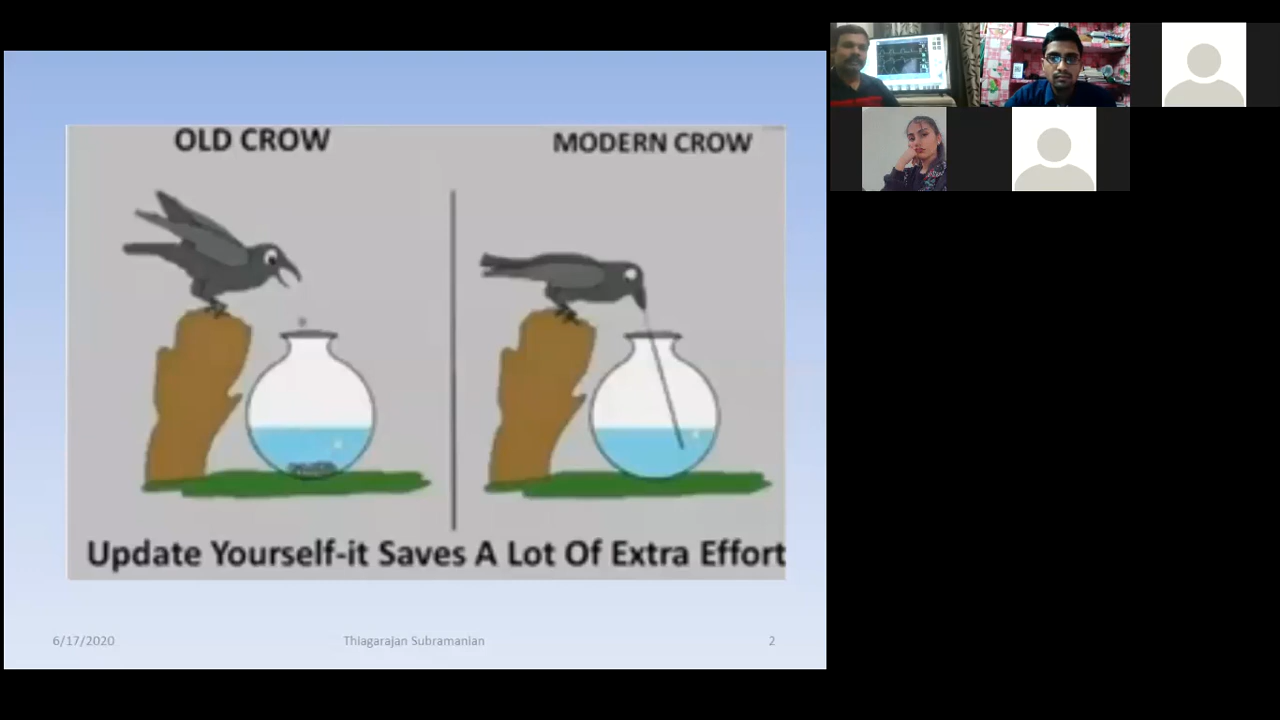 OLD CROW
MODERN CROW
Update Yourself-it Saves A Lot Of Extra Effort
6/17/2020
Thiagarajan Subramanian
2